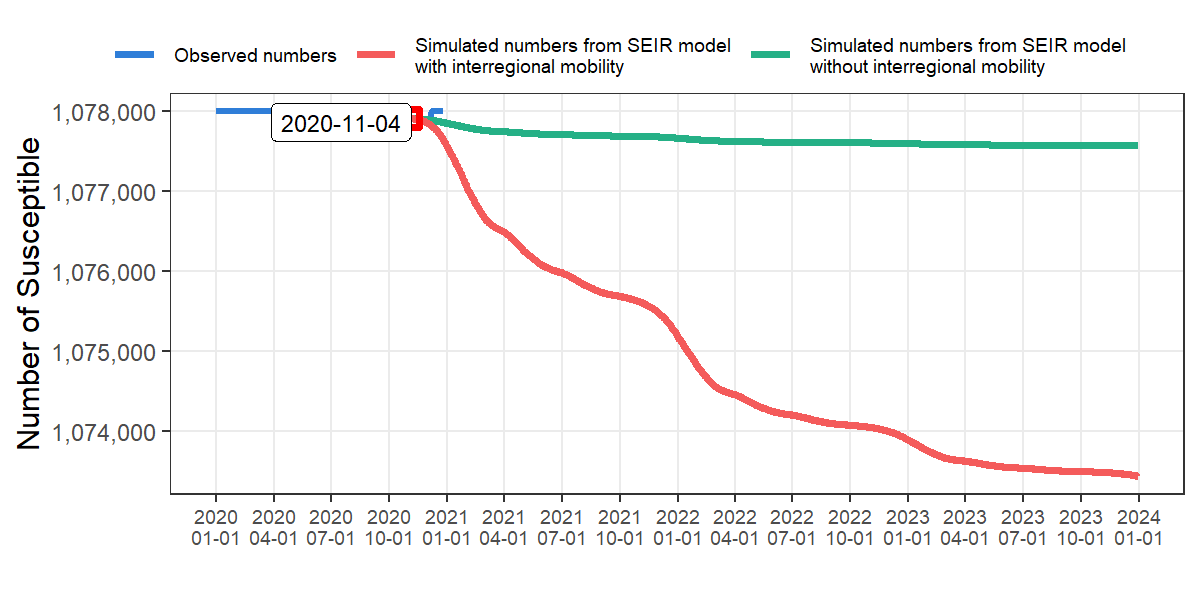 Observed numbers
Simulated numbers from SEIR model
with interregional mobility
Simulated numbers from SEIR model
without interregional mobility
Number of Susceptible
1,078,000
1,077,000
1,076,000
1,075,000
1,074,000
2020-11-04
2020 2020 2020 2020 2021 2021 2021 2021 2022 2022 2022 2022 2023 2023 2023 2023 2024
01-01 04-01 07-01 10-01 01-01 04-01 07-01 10-01 01-01 04-01 07-01 10-01 01-01 04-01 07-01 10-01 01-01